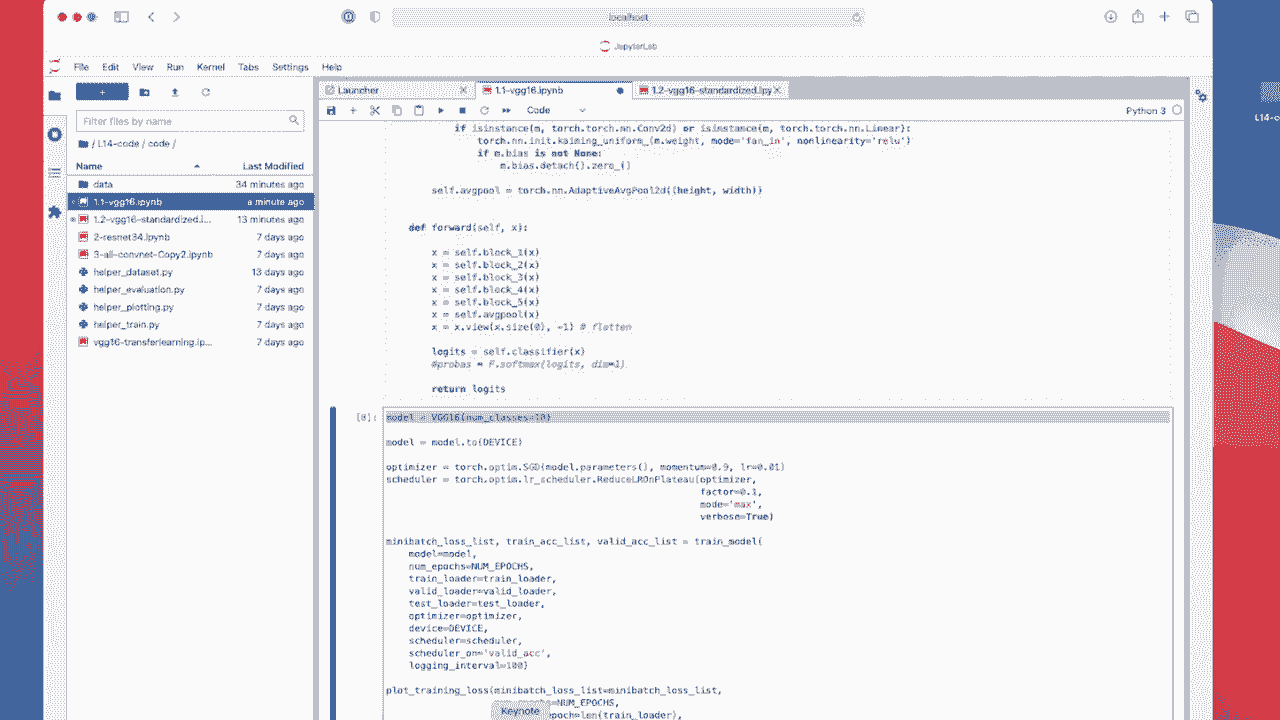 localhost
JupyterLab
File Edit View Run Kernel Tabs Settings Help
+
Launcher
1.1-vgg16.ipynb
1.2-vgg16-standardized.ipy
Filter files by name
Code
Python 3
L14-c
/ L14-code / code /
Name Last Modified
data 34 minutes ago
1.1-vgg16.ipynb a minute ago
1.2-vgg16-standardized.i... 13 minutes ago
2-resnet34.ipynb 7 days ago
3-all-convnet-Copy2.ipynb 7 days ago
helper_dataset.py 13 days ago
helper_evaluation.py 7 days ago
helper_plotting.py 7 days ago
helper_train.py 7 days ago
vgg16-transferlearning.ip... 7 days ago
if isinstance(m, torch.torch.nn.Conv2d) or isinstance(m, torch.torch.nn.Linear):
torch.nn.init.kaiming_uniform_(m.weight, mode='fan_in', nonlinearity='relu')
if m.bias is not None:
m.bias.detach().zero_()
self.avgpool = torch.nn.AdaptiveAvgPool2d((height, width))
def forward(self, x):
x = self.block_1(x)
x = self.block_2(x)
x = self.block_3(x)
x = self.block_4(x)
x = self.block_5(x)
x = self.avgpool(x)
x = x.view(x.size(0), -1) # flatten
logits = self.classifier(x)
#probas = F.softmax(logits, dim=1)
return logits
model = VGG16(num_classes=10)
model = model.to(DEVICE)
optimizer = torch.optim.SGD(model.parameters(), momentum=0.9, lr=0.01)
scheduler = torch.optim.lr_scheduler.ReduceLROnPlateau(optimizer,
factor=0.1,
mode='max',
verbose=True)
minibatch_loss_list, train_acc_list, valid_acc_list = train_model(
model=model,
num_epochs=NUM_EPOCHS,
train_loader=train_loader,
valid_loader=valid_loader,
test_loader=test_loader,
optimizer=optimizer,
device=DEVICE,
scheduler=scheduler,
scheduler_on='valid_acc',
logging_interval=100)
plot_training_loss(minibatch_loss_list=minibatch_loss_list,
=NUM_EPOCHS,
Keynote
epoch=len(train_loader),